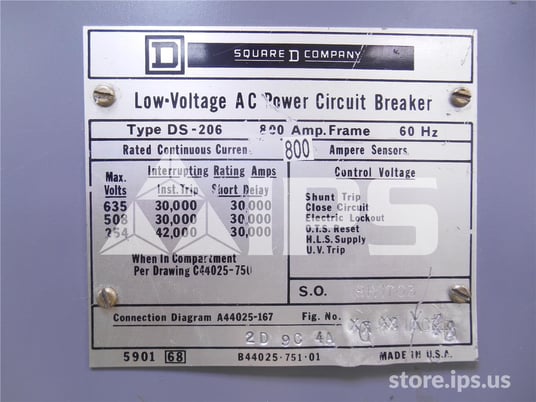 D SQUARE D COMPANY
Low-Voltage AC Power Circuit Breaker
Type DS-206 800 Amp. Frame 60 Hz
Rated Continuous Current 800 Ampere Sensors
Max. Volts Interrupting Rating Amps
Inst. Trip Short Delay
635 30,000 30,000
508 30,000 30,000
254 42,000 30,000
When In Compartment
Per Drawing C44025-750
Control Voltage
Shunt Trip
Close Circuit
Electric Lockout
O.T.S. Reset
H.L.S. Supply
U.V. Trip
S.O.
Connection Diagram A44025-167 Fig. No.
2D 9C 4A
5901 68 B44025-751-01 MADE IN U.S.A.
IPS
store.ips.us